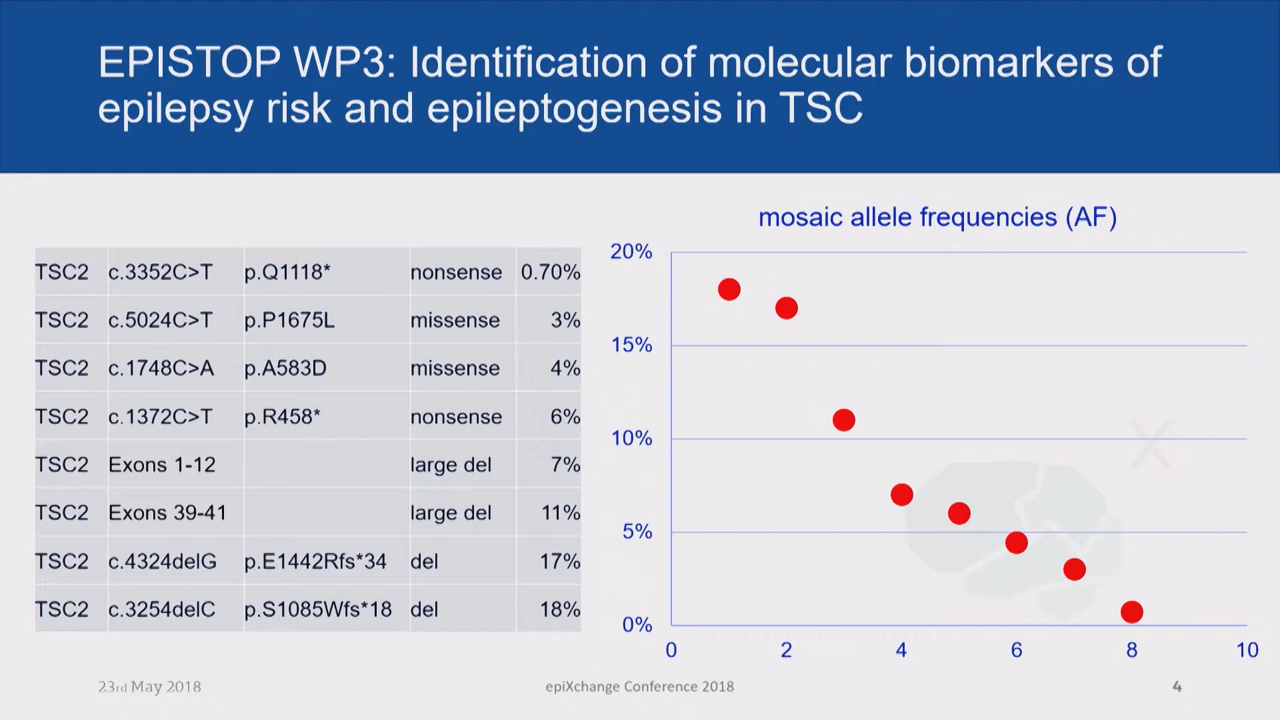 EPISTOP WP3: Identification of molecular biomarkers of
epilepsy risk and epileptogenesis in TSC
TSC2 c.3352C>T p.Q1118* nonsense 0.70%
TSC2 c.5024C>T p.P1675L missense 3%
TSC2 c.1748C>A p.A583D missense 4%
TSC2 c.1372C>T p.R458* nonsense 6%
TSC2 Exons 1-12 large del 7%
TSC2 Exons 39-41 large del 11%
TSC2 c.4324delG p.E1442Rfs*34 del 17%
TSC2 c.3254delC p.S1085Wfs*18 del 18%
mosaic allele frequencies (AF)
20%
15%
10%
5%
0%
0 2 4 6 8 10
23rd May 2018 epiXchange Conference 2018 4